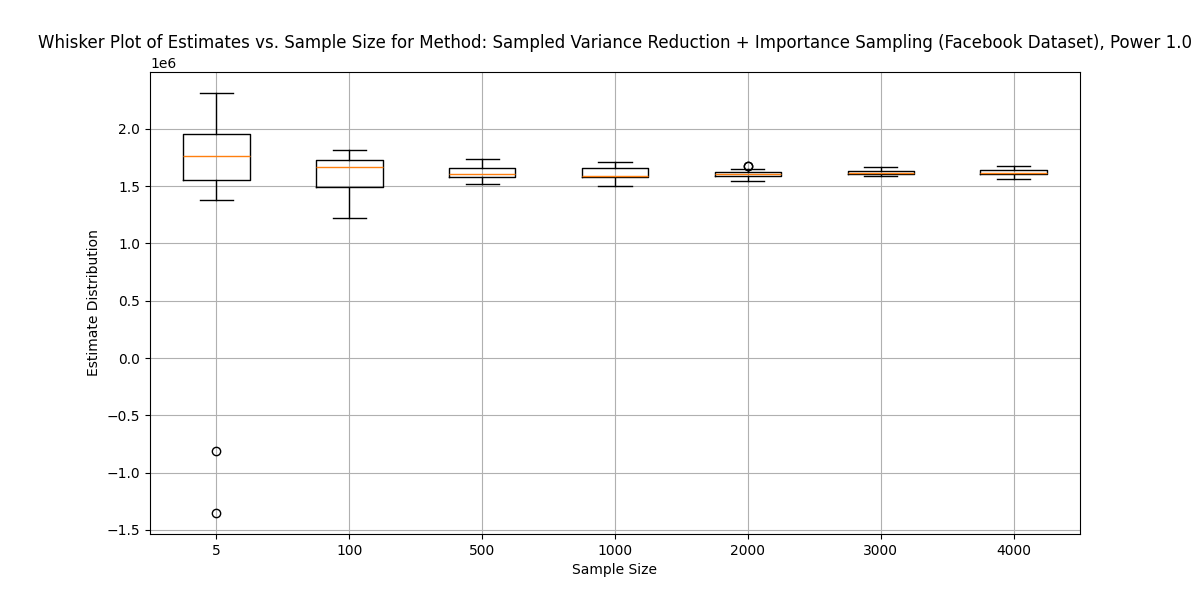 Whisker Plot of Estimates vs. Sample Size for Method: Sampled Variance Reduction + Importance Sampling (Facebook Dataset), Power 1.0
1e6
2.0
1.5
1.0
0.5
0.0
−0.5
−1.0
−1.5
Estimate Distribution
5 100 500 1000 2000 3000 4000
Sample Size